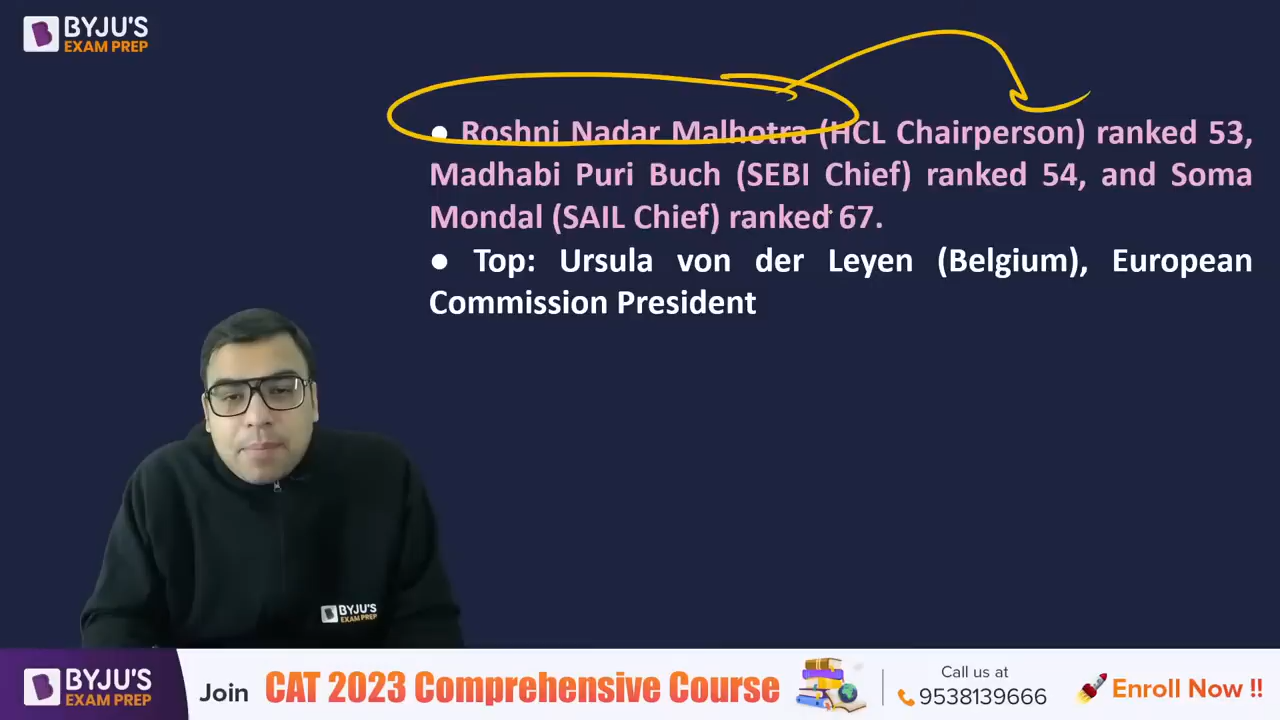 BYJU'S
EXAM PREP
● Roshni Nadar Malhotra (HCL Chairperson) ranked 53,
Madhabi Puri Buch (SEBI Chief) ranked 54, and Soma
Mondal (SAIL Chief) ranked 67.
● Top: Ursula von der Leyen (Belgium), European
Commission President
BYJU'S
EXAM PREP
BYJU'S
EXAM PREP
Join CAT 2023 Comprehensive Course
Call us at
9538139666
Enroll Now !!